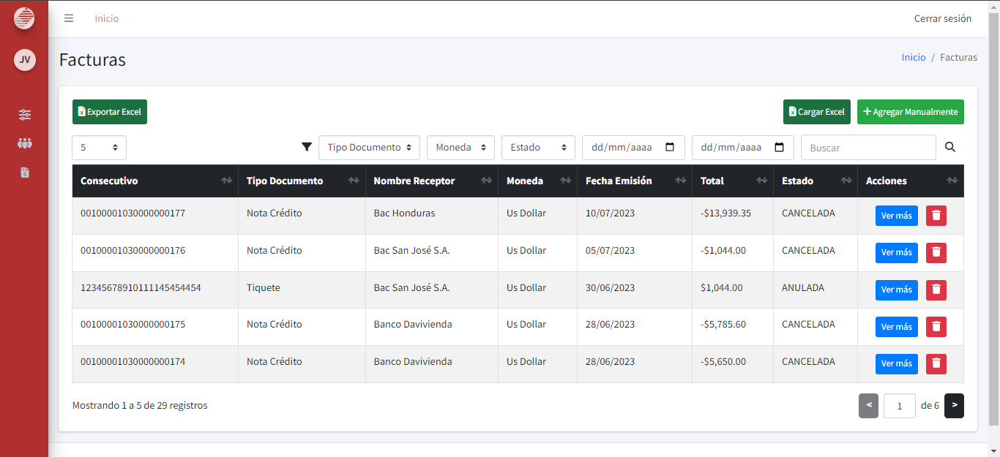 Inicio
Cerrar sesión
JV
Facturas
Inicio / Facturas
Exportar Excel
Cargar Excel
+ Agregar Manualmente
5
Tipo Documento
Moneda
Estado
dd/mm/aaaa
dd/mm/aaaa
Buscar
Consecutivo Tipo Documento Nombre Receptor Moneda Fecha Emisión Total Estado Acciones
00100001030000000177 Nota Crédito Bac Honduras Us Dollar 10/07/2023 -$13,939.35 CANCELADA Ver más
00100001030000000176 Nota Crédito Bac San José S.A. Us Dollar 05/07/2023 -$1,044.00 CANCELADA Ver más
12345678910111145454454 Tiquete Bac San José S.A. Us Dollar 30/06/2023 $1,044.00 ANULADA Ver más
00100001030000000175 Nota Crédito Banco Davivienda Us Dollar 28/06/2023 -$5,785.60 CANCELADA Ver más
00100001030000000174 Nota Crédito Banco Davivienda Us Dollar 28/06/2023 -$5,650.00 CANCELADA Ver más
Mostrando 1 a 5 de 29 registros
< 1 de 6 >